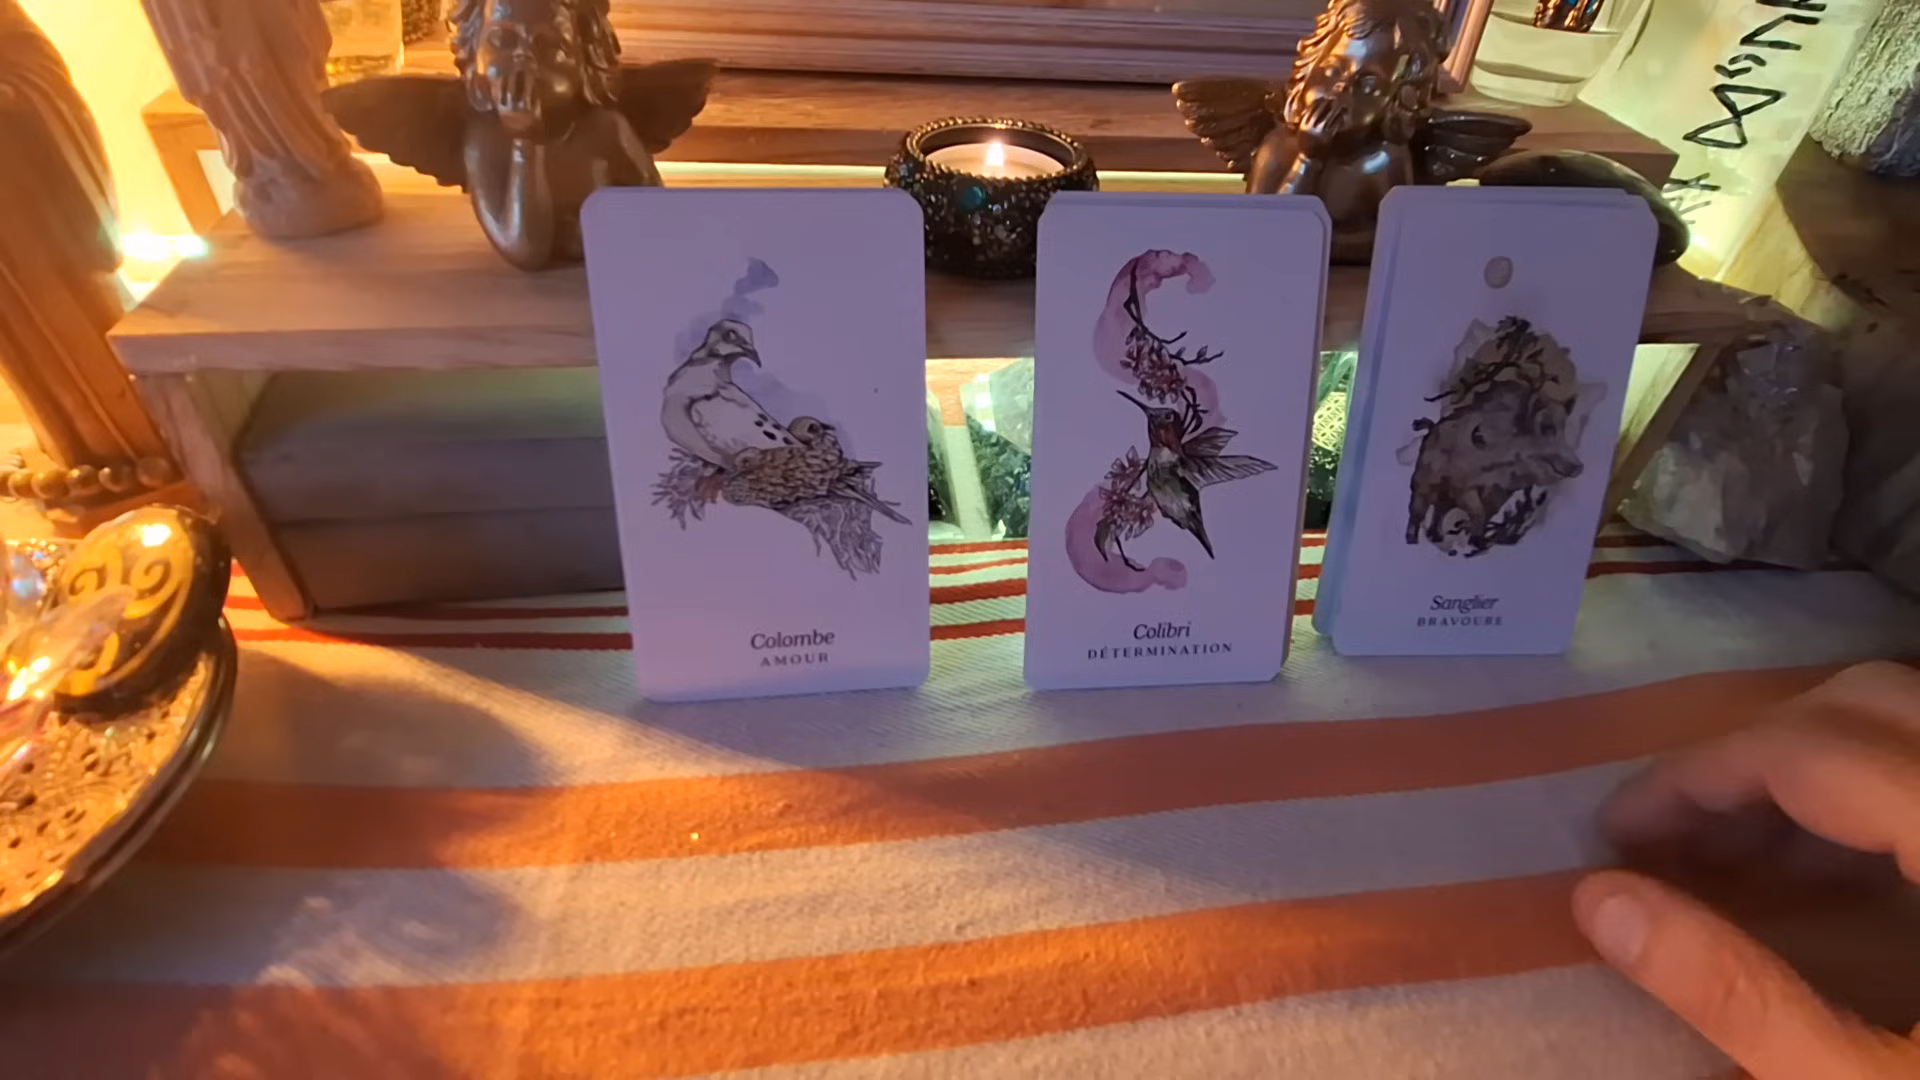 Colombe
AMOUR
Colibri
DÉTERMINATION
Sanglier
BRAVOURE